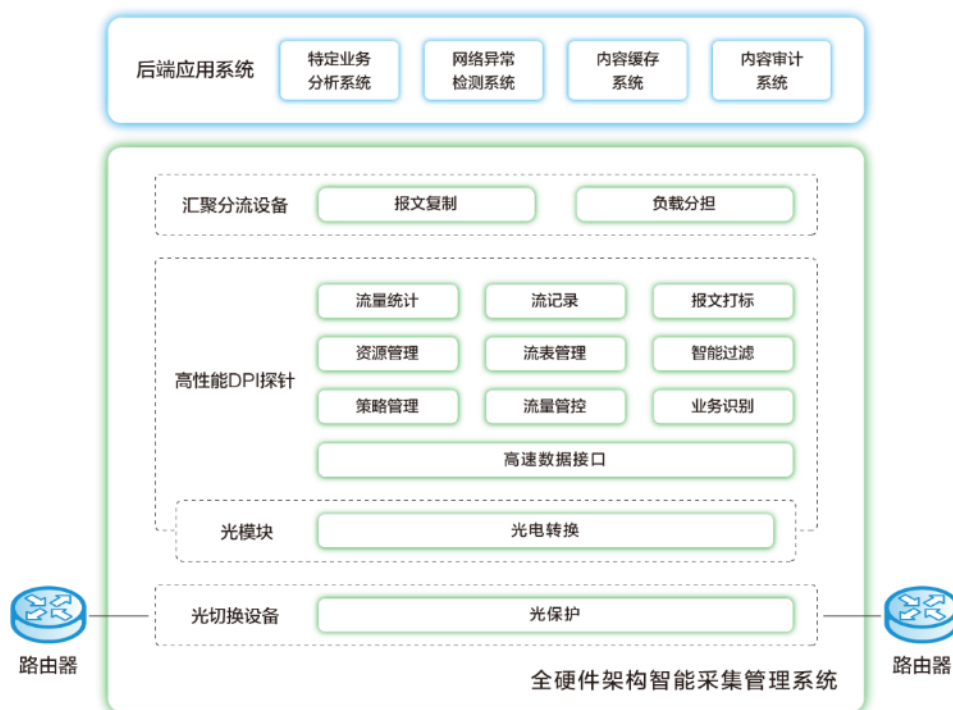 后端应用系统
特定业务
分析系统
网络异常
检测系统
内容缓存
系统
内容审计
系统
汇聚分流设备
报文复制
负载分担
高性能DPI探针
流量统计
流记录
报文打标
资源管理
流表管理
智能过滤
策略管理
流量管控
业务识别
高速数据接口
光模块
光电转换
光切换设备
光保护
路由器
路由器
全硬件架构智能采集管理系统